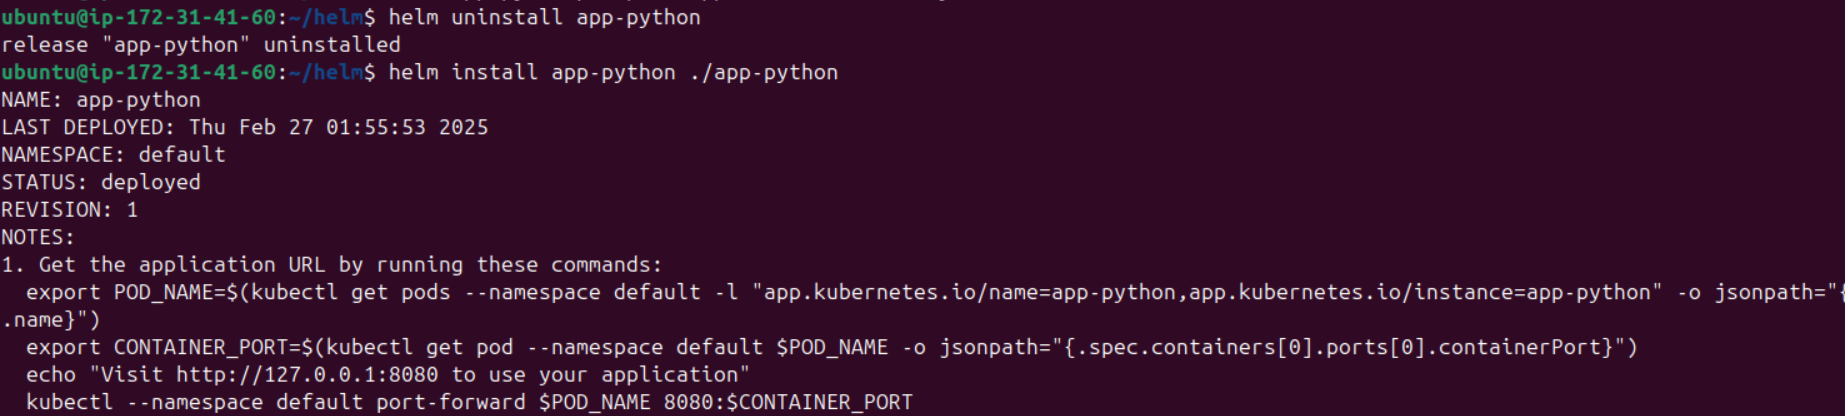 ubuntu@ip-172-31-41-60:~/helm$ helm uninstall app-python
release "app-python" uninstalled
ubuntu@ip-172-31-41-60:~/helm$ helm install app-python ./app-python
NAME: app-python
LAST DEPLOYED: Thu Feb 27 01:55:53 2025
NAMESPACE: default
STATUS: deployed
REVISION: 1
NOTES:
1. Get the application URL by running these commands:
  export POD_NAME=$(kubectl get pods --namespace default -l "app.kubernetes.io/name=app-python,app.kubernetes.io/instance=app-python" -o jsonpath="{
.name}")
  export CONTAINER_PORT=$(kubectl get pod --namespace default $POD_NAME -o jsonpath="{.spec.containers[0].ports[0].containerPort}")
  echo "Visit http://127.0.0.1:8080 to use your application"
  kubectl --namespace default port-forward $POD_NAME 8080:$CONTAINER_PORT